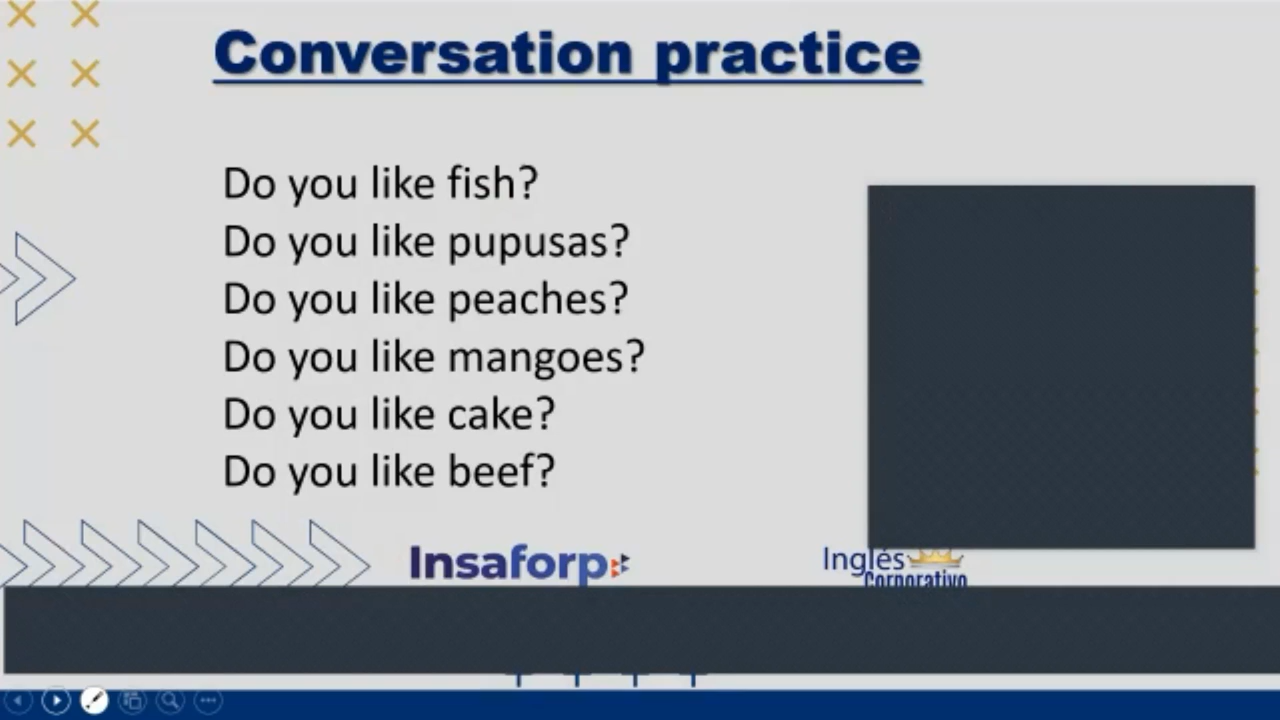 Conversation practice
Do you like fish?
Do you like pupusas?
Do you like peaches?
Do you like mangoes?
Do you like cake?
Do you like beef?
Insaforp
Inglés
Corporativo